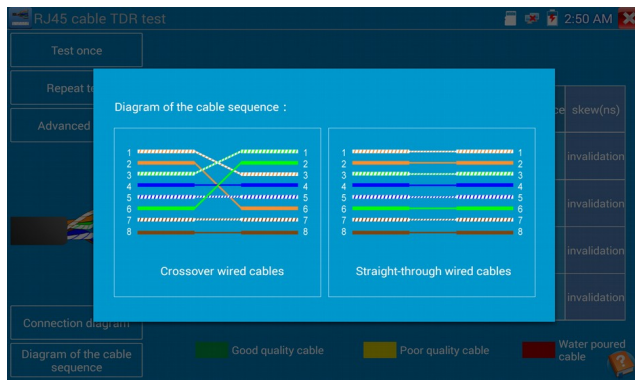 RJ45 cable TDR test
2:50 AM
Test once
Repeat te
Advanced
ce skew(ns)
Diagram of the cable sequence :
1 1 1 1
2 2 2 2
3 3 3 3
4 4 4 4
5 5 5 5
6 6 6 6
7 7 7 7
8 8 8 8
Crossover wired cables
Straight-through wired cables
invalidation
invalidation
invalidation
invalidation
Connection diagram
Diagram of the cable
sequence
Good quality cable
Poor quality cable
Water poured
cable